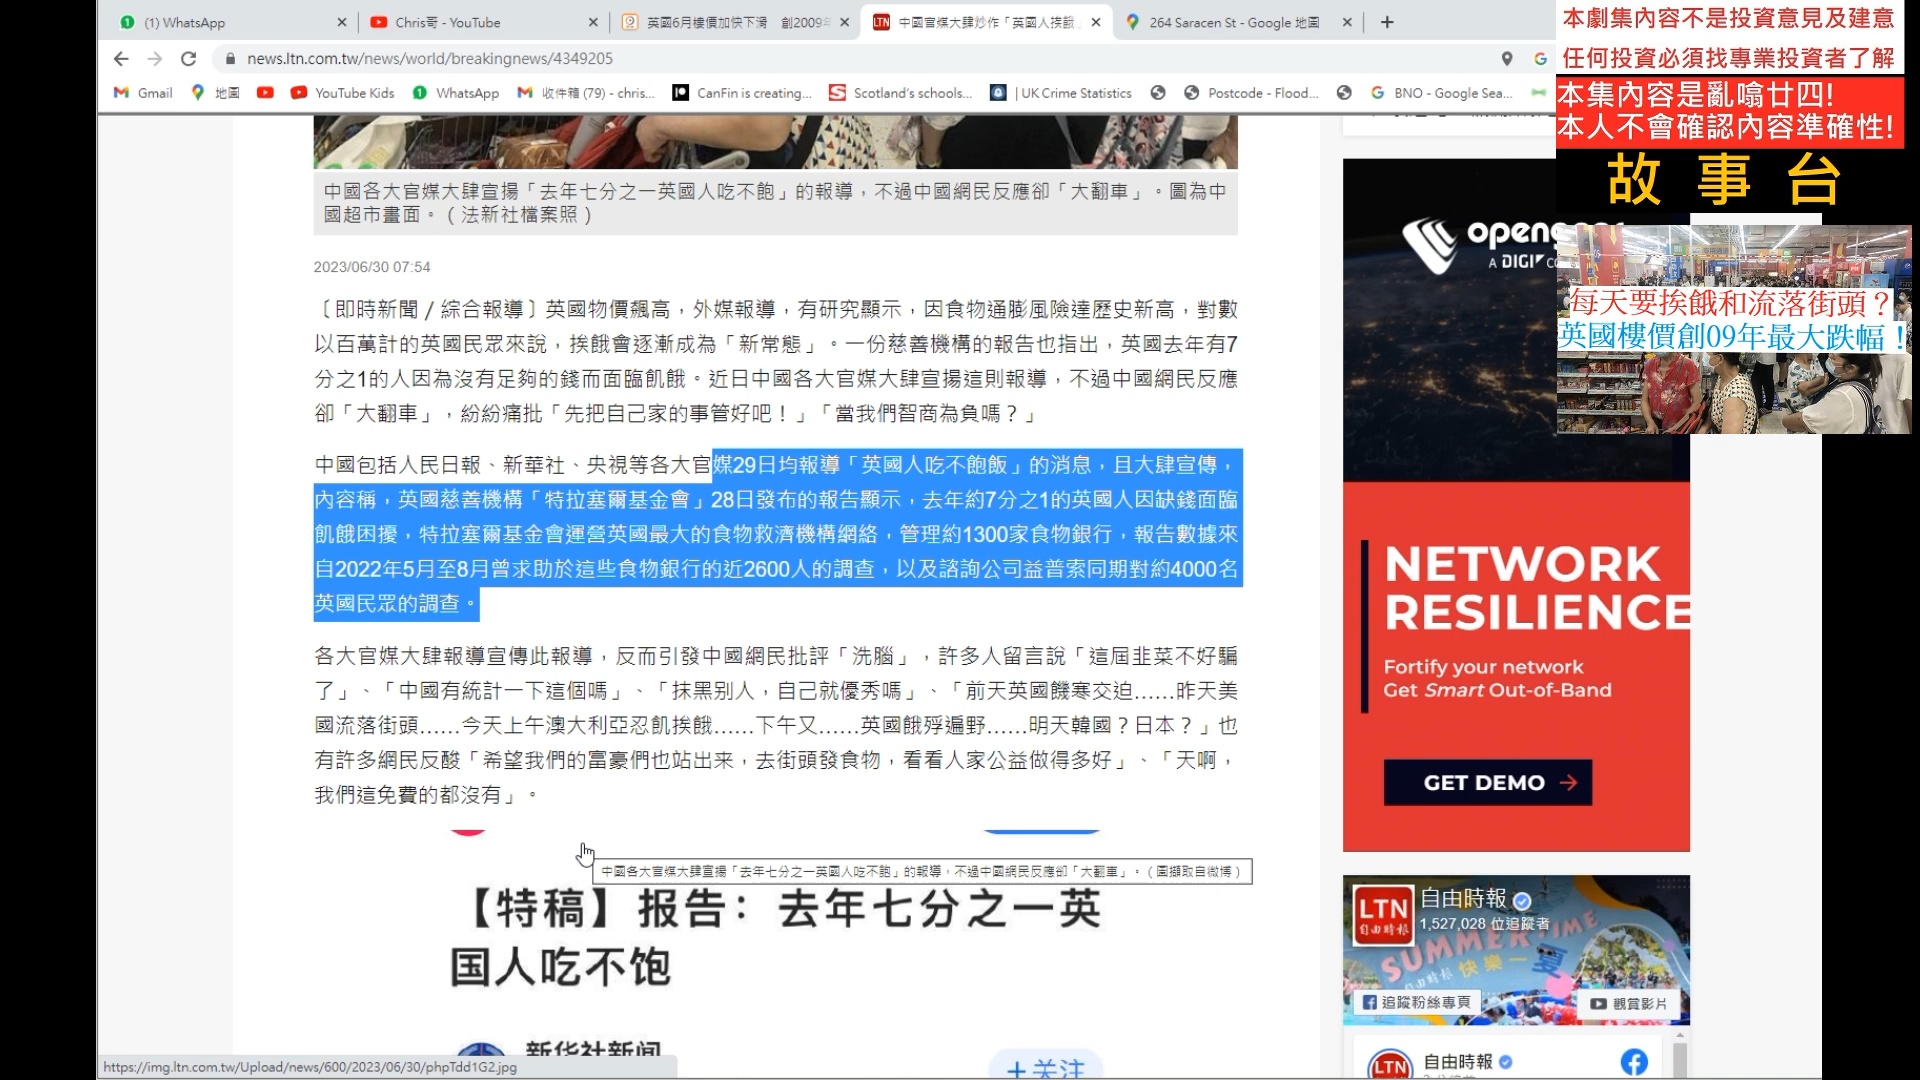 (1) WhatsApp
Chris哥 - YouTube
英國6月樓價加快下滑 創2009年
中國官媒大肆炒作「英國人挨餓」
264 Saracen St - Google 地圖
news.ltn.com.tw/news/world/breakingnews/4349205
Gmail
地圖
YouTube Kids
WhatsApp
收件箱 (79) - chris...
CanFin is creating...
Scotland's schools...
| UK Crime Statistics
Postcode - Flood...
BNO - Google Sea...
本劇集內容不是投資意見及建意
任何投資必須找專業投資者了解
本集內容是亂噏廿四!
本人不會確認內容準確性!
故 事 台
每天要挨餓和流落街頭？
英國樓價創09年最大跌幅！
中國各大官媒大肆宣揚「去年七分之一英國人吃不飽」的報導，不過中國網民反應卻「大翻車」。圖為中
國超市畫面。（法新社檔案照）
2023/06/30 07:54
〔即時新聞／綜合報導〕英國物價飆高，外媒報導，有研究顯示，因食物通膨風險達歷史新高，對數
以百萬計的英國民眾來說，挨餓會逐漸成為「新常態」。一份慈善機構的報告也指出，英國去年有7
分之1的人因為沒有足夠的錢而面臨飢餓。近日中國各大官媒大肆宣揚這則報導，不過中國網民反應
卻「大翻車」，紛紛痛批「先把自己家的事管好吧！」「當我們智商為負嗎？」
中國包括人民日報、新華社、央視等各大官媒29日均報導「英國人吃不飽飯」的消息，且大肆宣傳，
內容稱，英國慈善機構「特拉塞爾基金會」28日發布的報告顯示，去年約7分之1的英國人因缺錢面臨
飢餓困擾，特拉塞爾基金會運營英國最大的食物救濟機構網絡，管理約1300家食物銀行，報告數據來
自2022年5月至8月曾求助於這些食物銀行的近2600人的調查，以及諮詢公司益普索同期對約4000名
英國民眾的調查。
各大官媒大肆報導宣傳此報導，反而引發中國網民批評「洗腦」，許多人留言說「這屆韭菜不好騙
了」、「中國有統計一下這個嗎」、「抹黑别人，自己就優秀嗎」、「前天英國饑寒交迫……昨天美
國流落街頭……今天上午澳大利亞忍飢挨餓……下午又……英國餓殍遍野……明天韓國？日本？」也
有許多網民反酸「希望我們的富豪們也站出来，去街頭發食物，看看人家公益做得多好」、「天啊，
我們這免費的都沒有」。
中國各大官媒大肆宣揚「去年七分之一英國人吃不飽」的報導，不過中國網民反應卻「大翻車」。（圖擷取自微博）
【特稿】报告：去年七分之一英
国人吃不饱
新华社新闻
+关注
A DIGI
NETWORK
RESILIENCE
Fortify your network
Get Smart Out-of-Band
GET DEMO
LTN
自由時報
自由時報
1,527,028 位追蹤者
SUMMERTIME
快樂一夏
追蹤粉絲專頁
觀賞影片
LTN
自由時報
https://img.ltn.com.tw/Upload/news/600/2023/06/30/phpTdd1G2.jpg